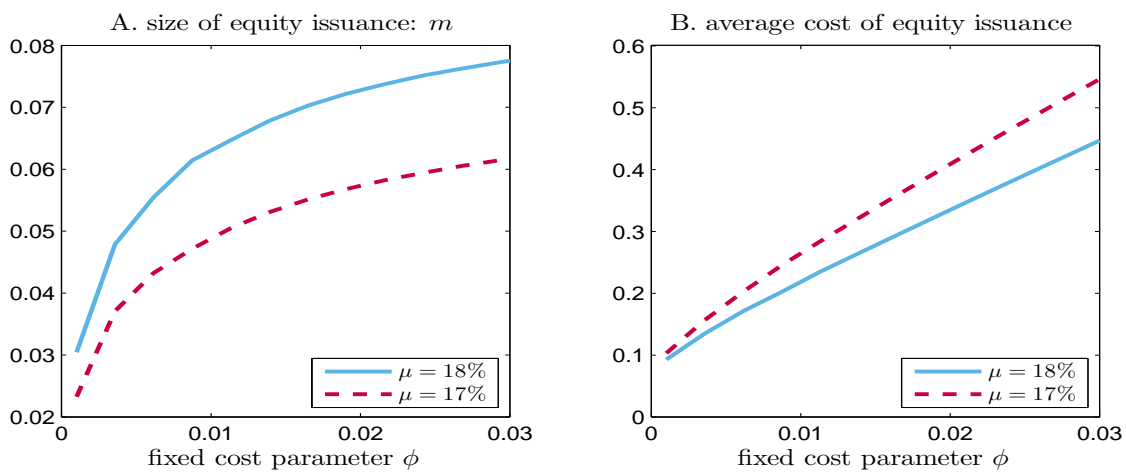 A. size of equity issuance: m
0.08
0.07
0.06
0.05
0.04
0.03
0.02
0
0.01
0.02
0.03
μ = 18%
μ = 17%
fixed cost parameter ϕ
B. average cost of equity issuance
0.6
0.5
0.4
0.3
0.2
0.1
0
0
0.01
0.02
0.03
μ = 18%
μ = 17%
fixed cost parameter ϕ